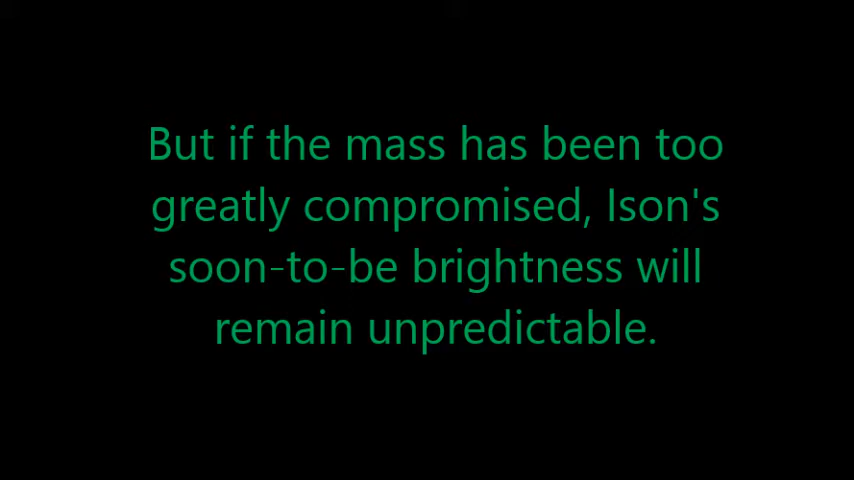 But if the mass has been too
greatly compromised, Ison's
soon-to-be brightness will
remain unpredictable.